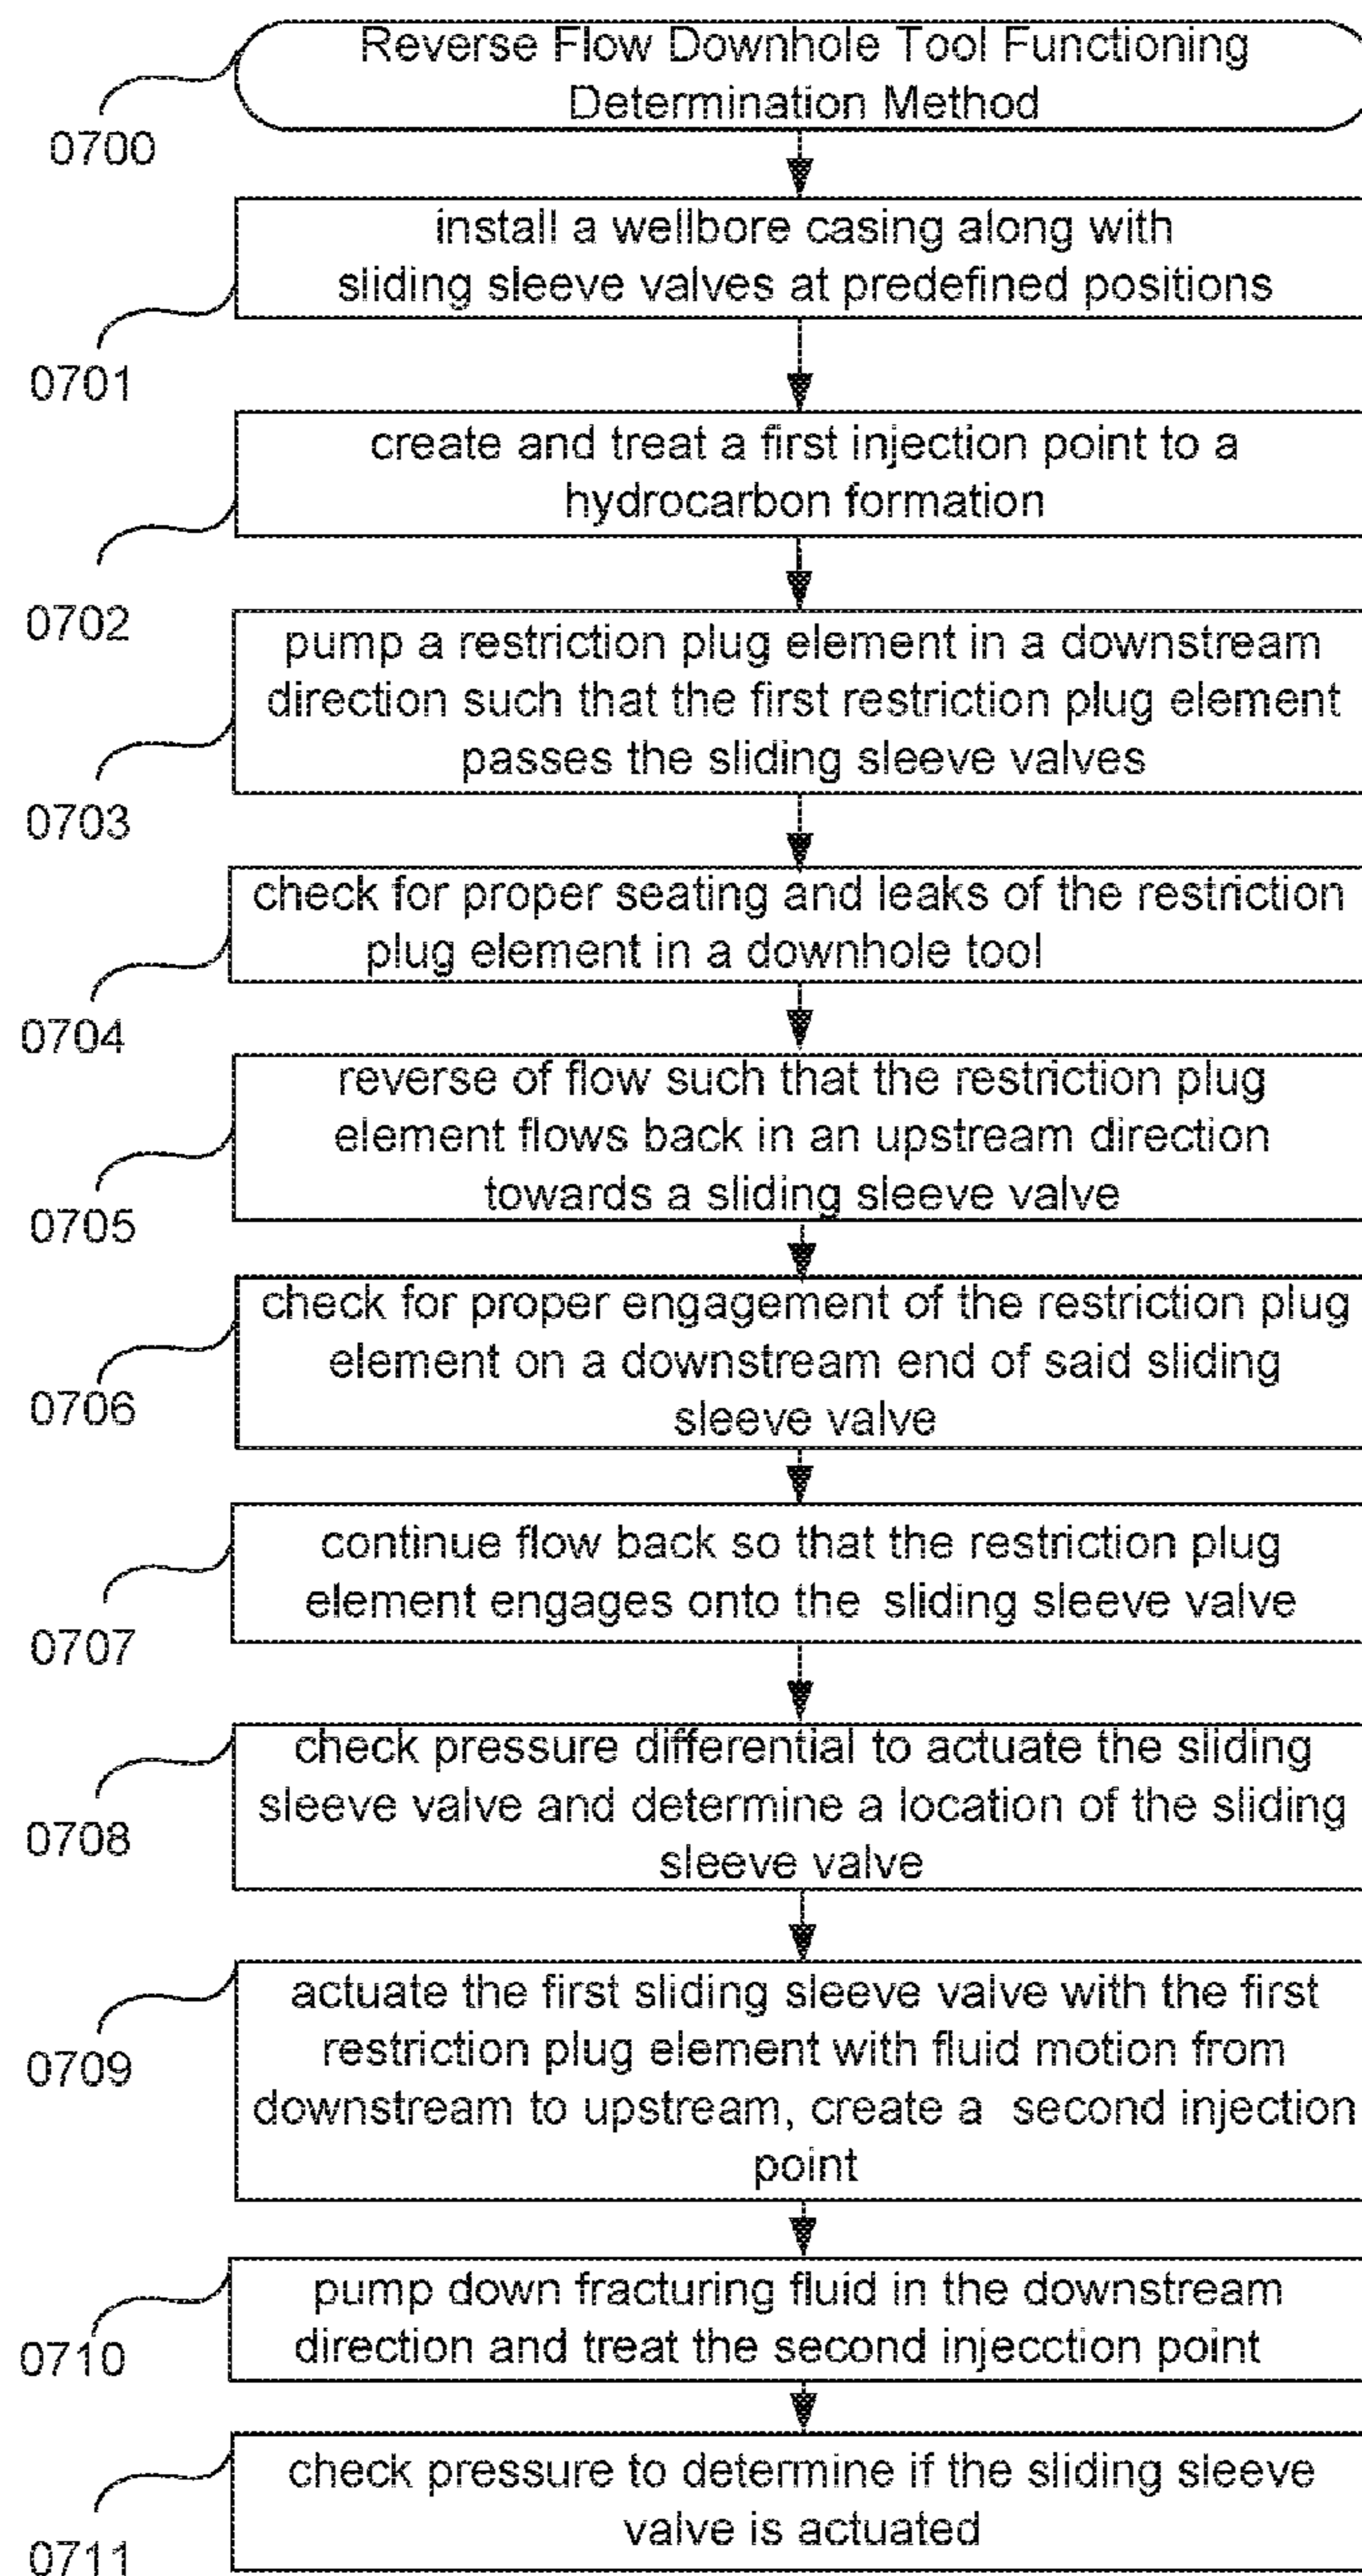 Reverse Flow Downhole Tool Functioning
Determination Method
0700
install a wellbore casing along with
sliding sleeve valves at predefined positions
0701
create and treat a first injection point to a
hydrocarbon formation
0702
pump a restriction plug element in a downstream
direction such that the first restriction plug element
passes the sliding sleeve valves
0703
check for proper seating and leaks of the restriction
plug element in a downhole tool
0704
reverse of flow such that the restriction plug
element flows back in an upstream direction
towards a sliding sleeve valve
0705
check for proper engagement of the restriction plug
element on a downstream end of said sliding
sleeve valve
0706
continue flow back so that the restriction plug
element engages onto the sliding sleeve valve
0707
check pressure differential to actuate the sliding
sleeve valve and determine a location of the sliding
sleeve valve
0708
actuate the first sliding sleeve valve with the first
restriction plug element with fluid motion from
downstream to upstream, create a second injection
point
0709
pump down fracturing fluid in the downstream
direction and treat the second injecction point
0710
check pressure to determine if the sliding sleeve
valve is actuated
0711